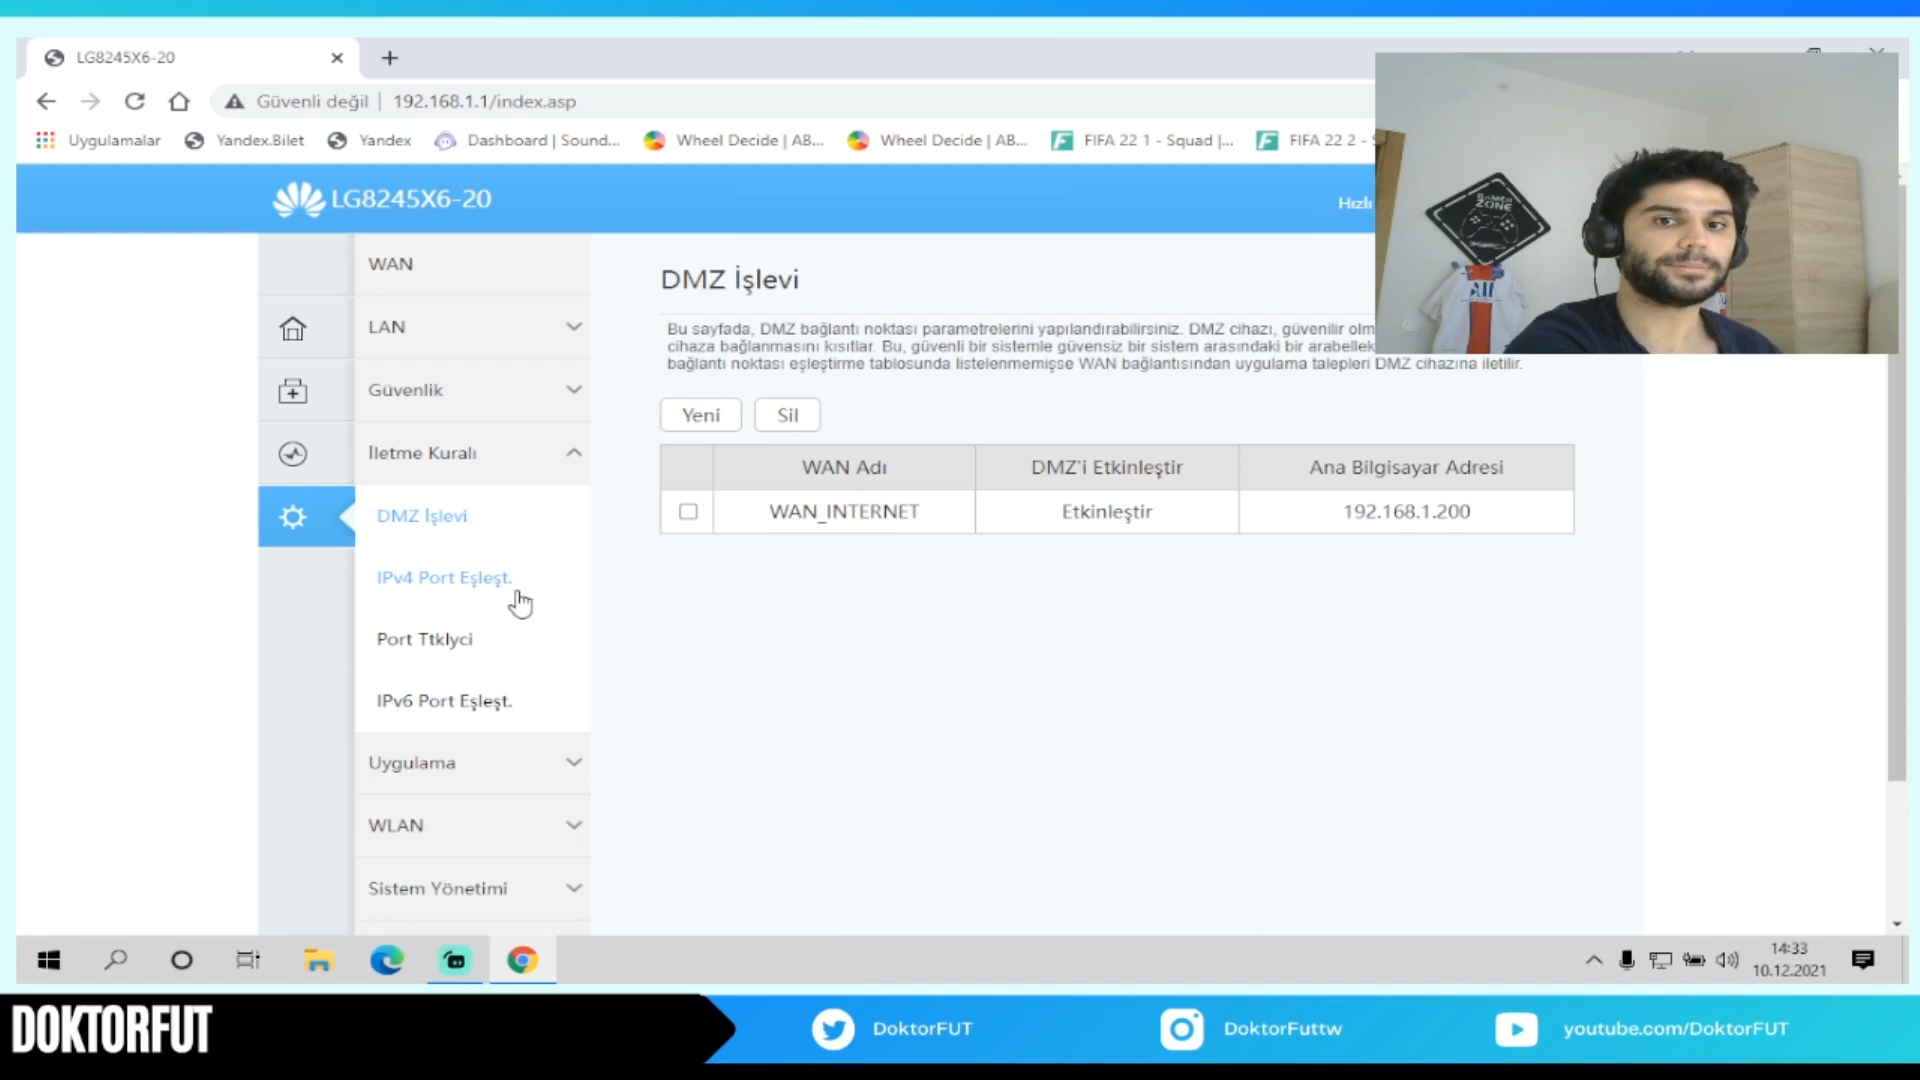 LG8245X6-20
Güvenli değil | 192.168.1.1/index.asp
Uygulamalar
Yandex.Bilet
Yandex
Dashboard | Sound...
Wheel Decide | AB...
Wheel Decide | AB...
FIFA 22 1 - Squad |...
FIFA 22 2 -
LG8245X6-20
Hızlı
GAMER
ZONE
WAN
LAN
Güvenlik
İletme Kuralı
DMZ İşlevi
IPv4 Port Eşleşt.
Port Ttklyci
IPv6 Port Eşleşt.
Uygulama
WLAN
Sistem Yönetimi
DMZ İşlevi
Bu sayfada, DMZ bağlantı noktası parametrelerini yapılandırabilirsiniz. DMZ cihazı, güvenilir olm
cihaza bağlanmasını kısıtlar. Bu, güvenli bir sistemle güvensiz bir sistem arasındaki bir arabellek
bağlantı noktası eşleştirme tablosunda listelenmemişse WAN bağlantısından uygulama talepleri DMZ cihazına iletilir.
Yeni
Sil
WAN Adı
DMZ'i Etkinleştir
Ana Bilgisayar Adresi
WAN_INTERNET
Etkinleştir
192.168.1.200
14:33
10.12.2021
DOKTORFUT
DoktorFUT
DoktorFuttw
youtube.com/DoktorFUT